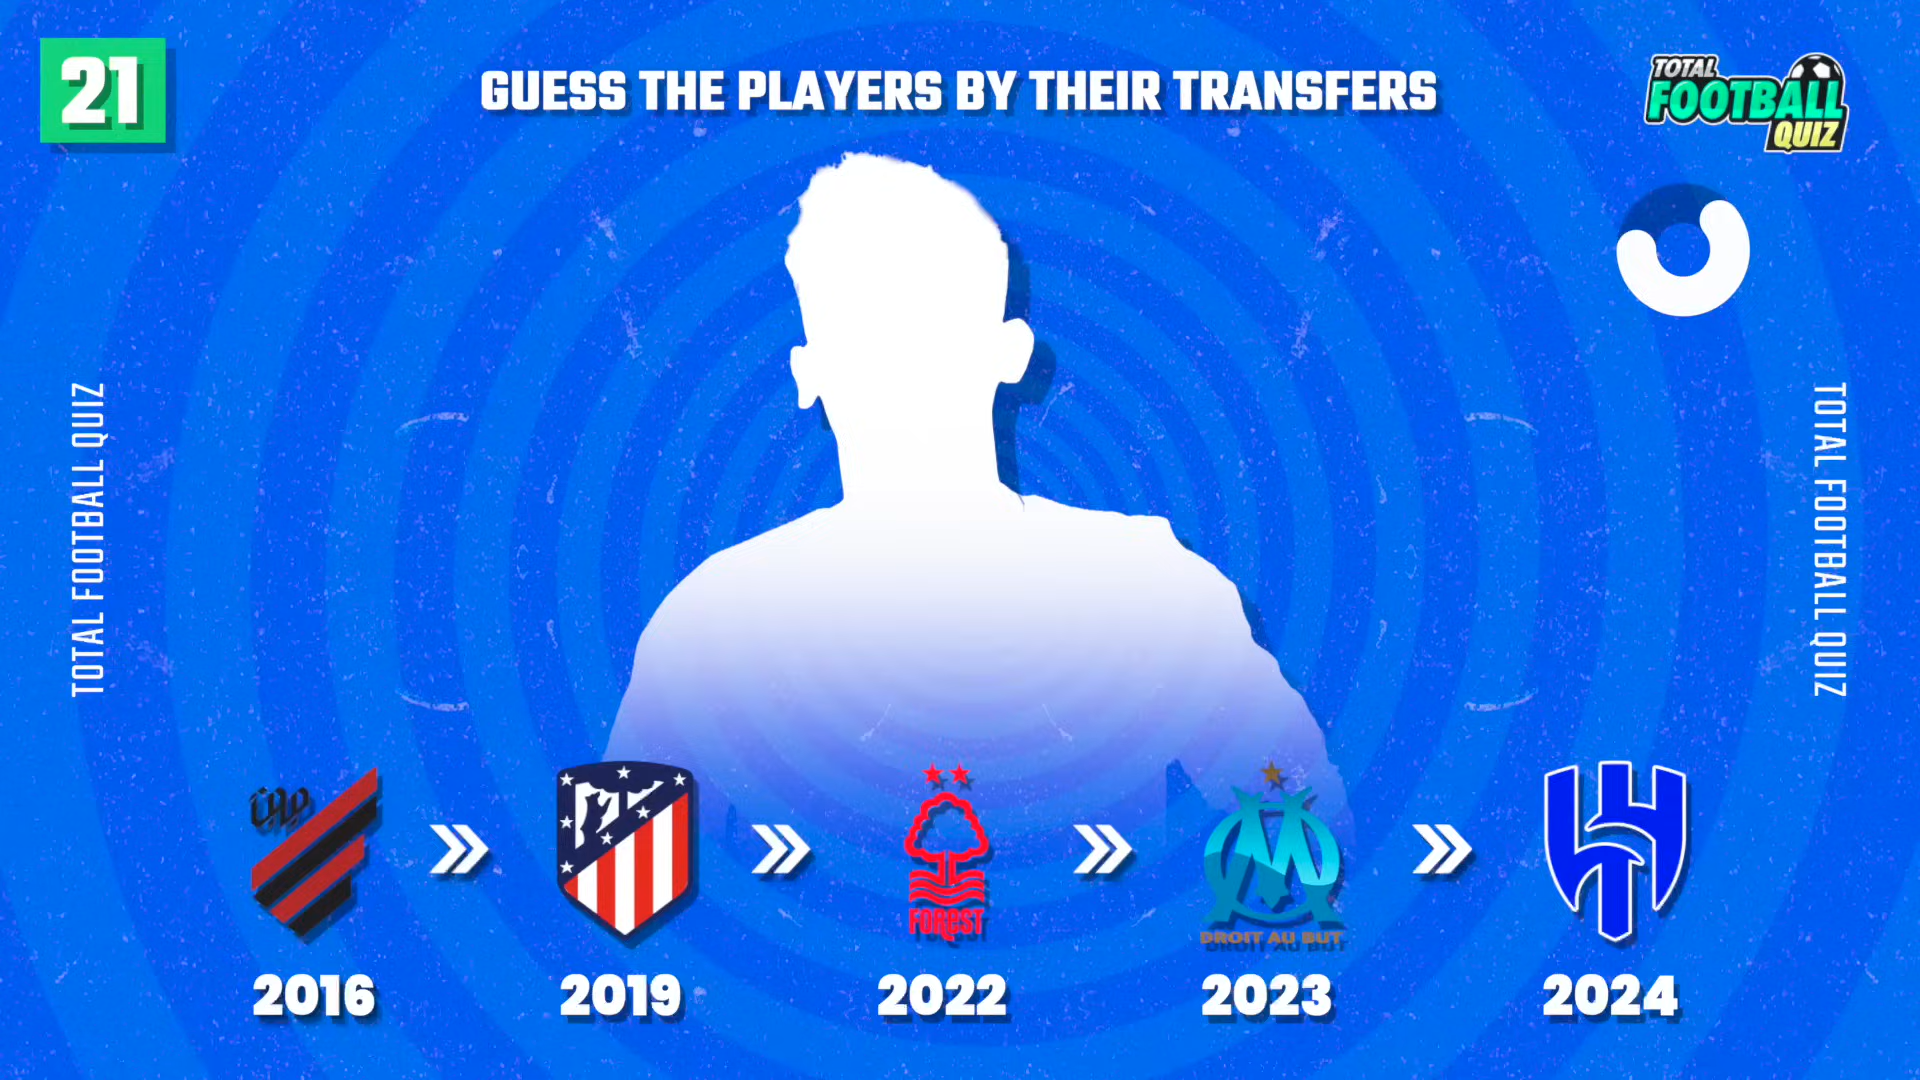 21
GUESS THE PLAYERS BY THEIR TRANSFERS
TOTAL
FOOTBALL
QUIZ
TOTAL FOOTBALL QUIZ
TOTAL FOOTBALL QUIZ
CAP
FOREST
DROIT AU BUT
2016
2019
2022
2023
2024